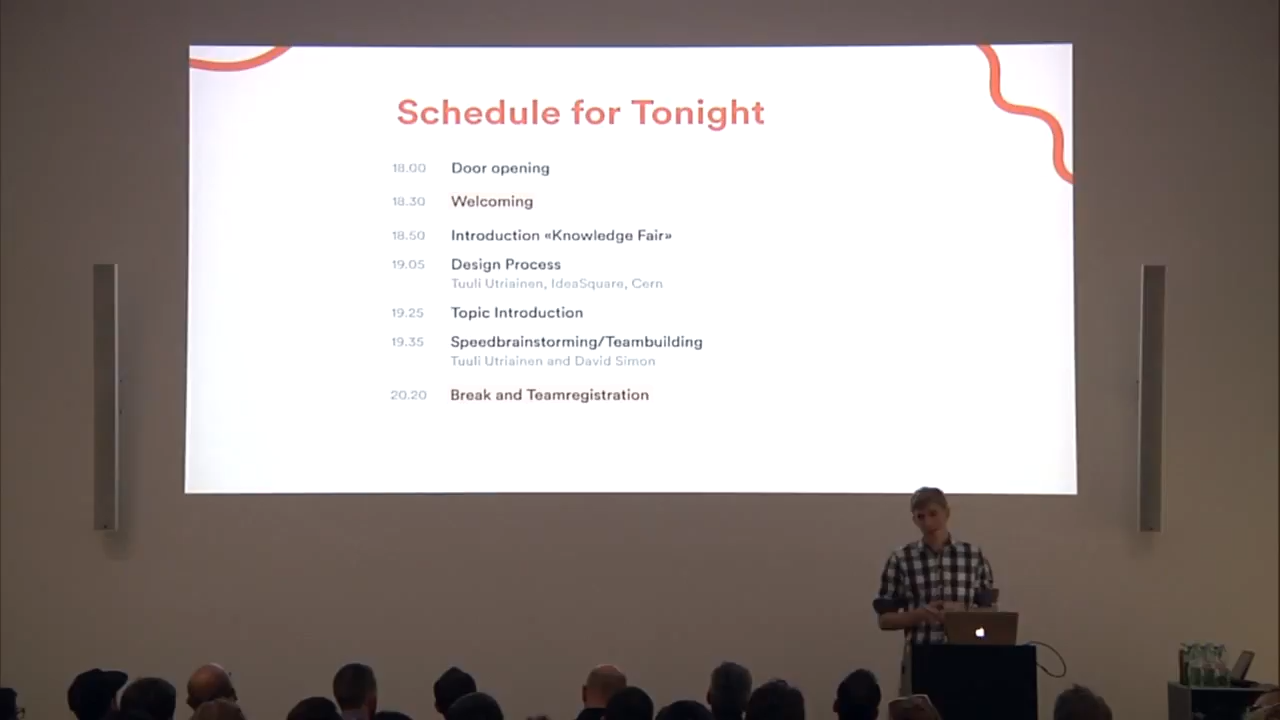 Schedule for Tonight
18.00 Door opening
18.30 Welcoming
18.50 Introduction «Knowledge Fair»
19.05 Design Process
Tuuli Utriainen, IdeaSquare, Cern
19.25 Topic Introduction
19.35 Speedbrainstorming/Teambuilding
Tuuli Utriainen and David Simon
20.20 Break and Teamregistration